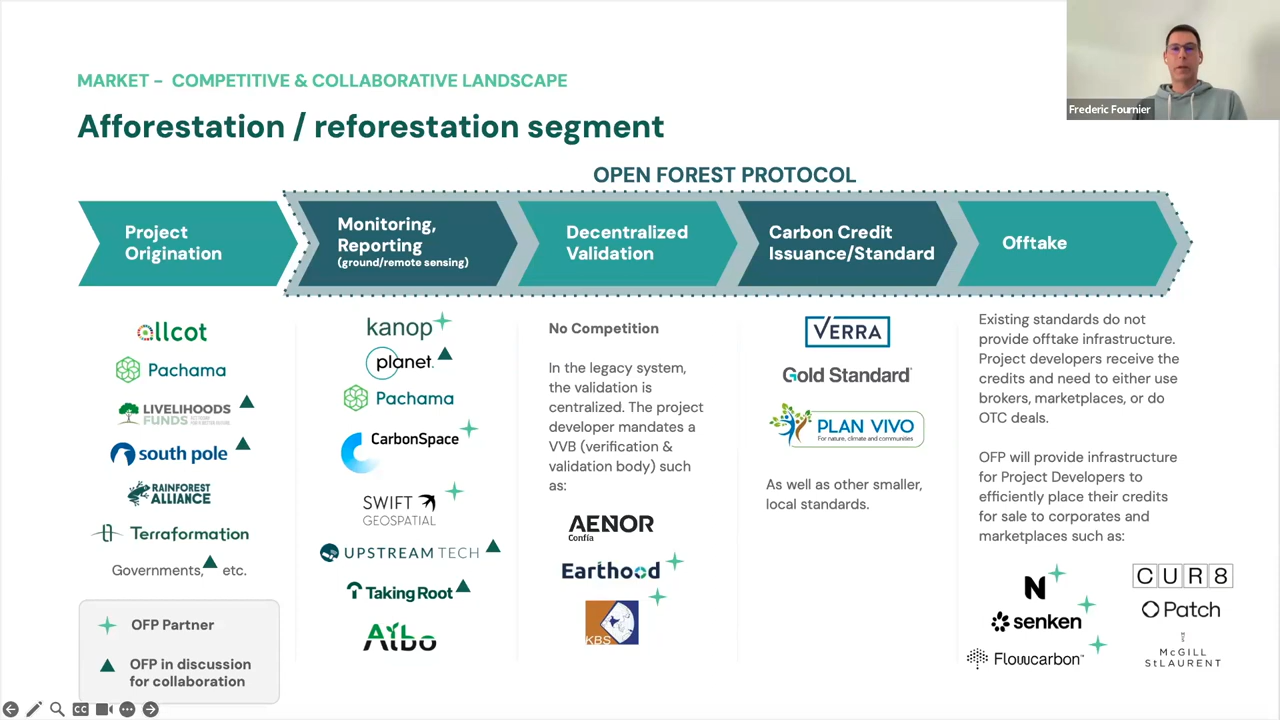 MARKET - COMPETITIVE & COLLABORATIVE LANDSCAPE
Afforestation / reforestation segment
Frederic Fournier
OPEN FOREST PROTOCOL
Project
Origination
Monitoring,
Reporting
(ground/remote sensing)
Decentralized
Validation
Carbon Credit
Issuance/Standard
Offtake
allcot
Pachama
LIVELIHOODS
FUNDS
south pole
RAINFOREST
ALLIANCE
Terraformation
Governments, etc.
OFP Partner
OFP in discussion
for collaboration
kanop
planet.
Pachama
CarbonSpace
SWIFT
GEOSPATIAL
UPSTREAM TECH
Taking Root
Albo
No Competition
In the legacy system,
the validation is
centralized. The project
developer mandates a
VVB (verification &
validation body) such
as:
AENOR
Confía
Earthood
KBS
VERRA
Gold Standard
PLAN VIVO
For nature, climate and communities
As well as other smaller,
local standards.
Existing standards do not
provide offtake infrastructure.
Project developers receive the
credits and need to either use
brokers, marketplaces, or do
OTC deals.
OFP will provide infrastructure
for Project Developers to
efficiently place their credits
for sale to corporates and
marketplaces such as:
N
senken
Flowcarbon
CUR8
Patch
McGILL
StLAURENT
CC